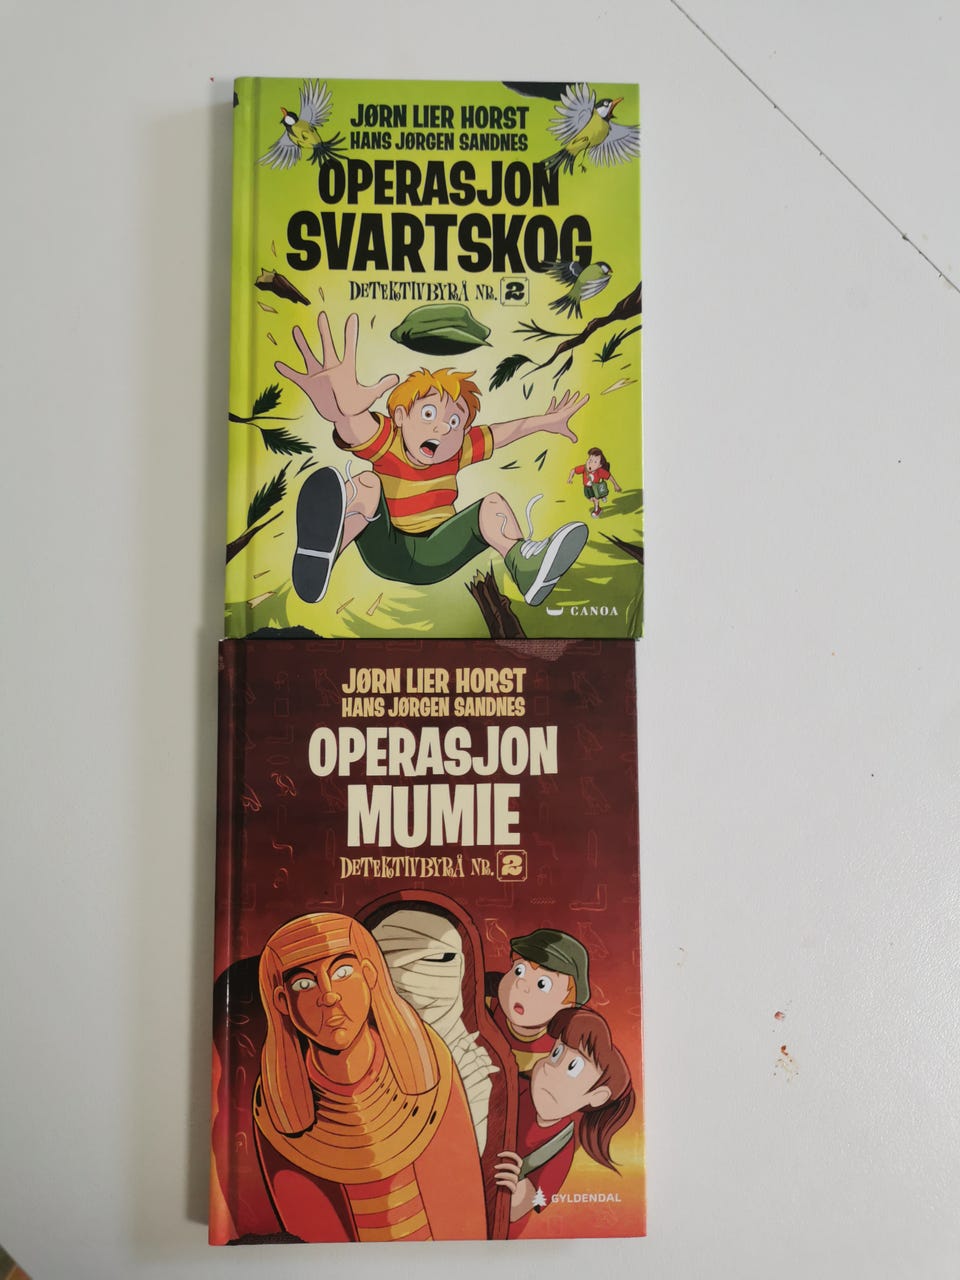 JØRN LIER HORST
HANS JØRGEN SANDNES
OPERASJON
SVARTSKOG
DETEKTIVBYRÅ NR. 2
CANOA
JØRN LIER HORST
HANS JØRGEN SANDNES
OPERASJON
MUMIE
DETEKTIVBYRÅ NR. 2
GYLDENDAL